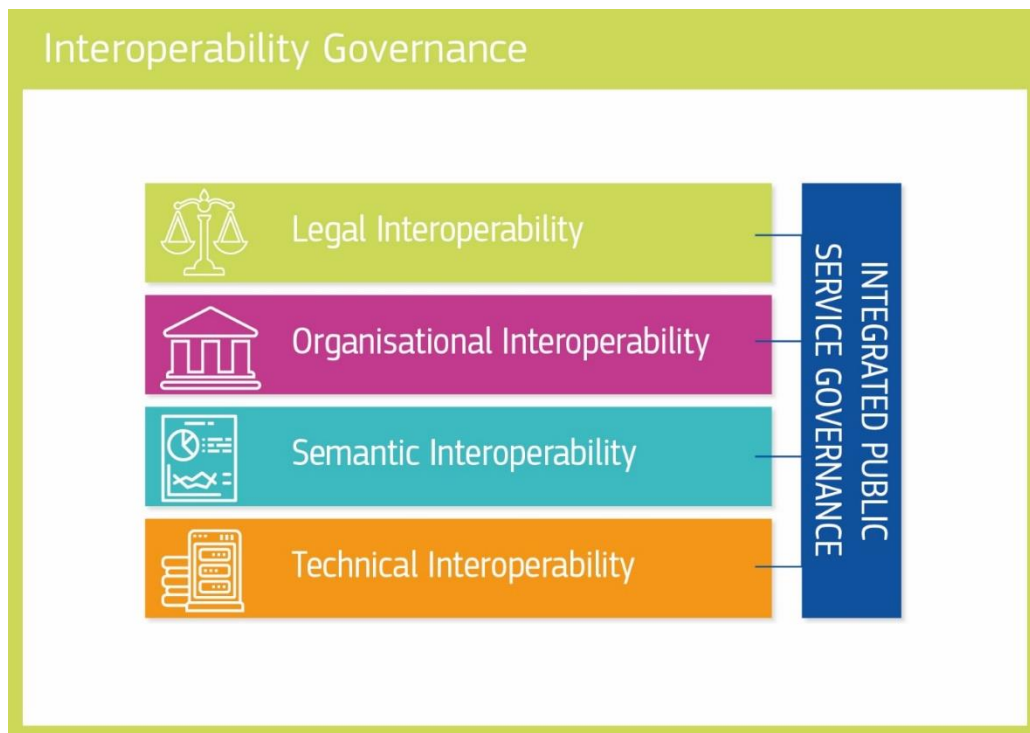 Interoperability Governance
Legal Interoperability
Organisational Interoperability
Semantic Interoperability
Technical Interoperability
INTEGRATED PUBLIC
SERVICE GOVERNANCE